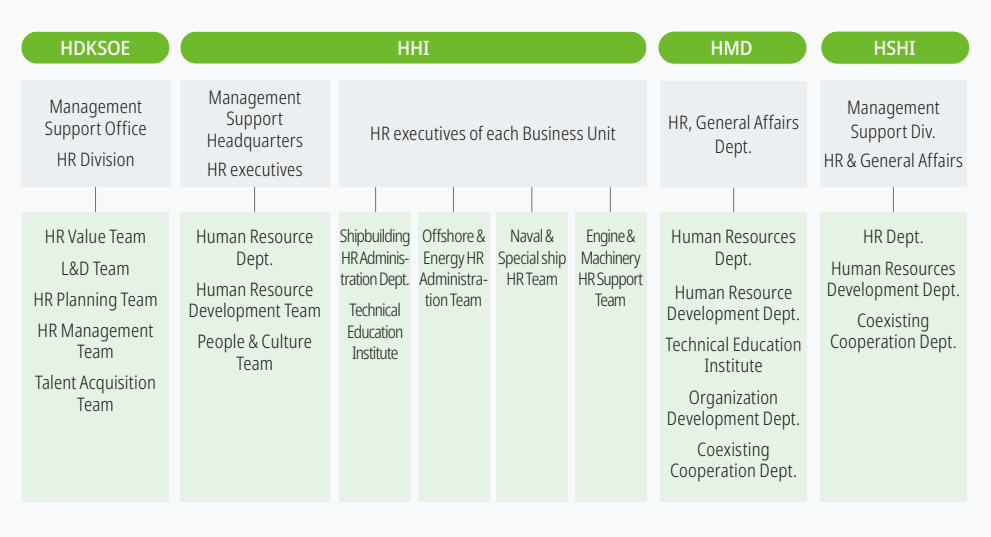 HDKSOE
HHI
HMD
HSHI
Management
Support Office
HR Division
Management
Support
Headquarters
HR executives
HR executives of each Business Unit
HR, General Affairs
Dept.
Management
Support Div.
HR & General Affairs
HR Value Team
L&D Team
HR Planning Team
HR Management
Team
Talent Acquisition
Team
Human Resource
Dept.
Human Resource
Development Team
People & Culture
Team
Shipbuilding
HR Adminis-
tration Dept.
Technical
Education
Institute
Offshore &
Energy HR
Administra-
tion Team
Naval &
Special ship
HR Team
Engine &
Machinery
HR Support
Team
Human Resources
Dept.
Human Resource
Development Dept.
Technical Education
Institute
Organization
Development Dept.
Coexisting
Cooperation Dept.
HR Dept.
Human Resources
Development Dept.
Coexisting
Cooperation Dept.